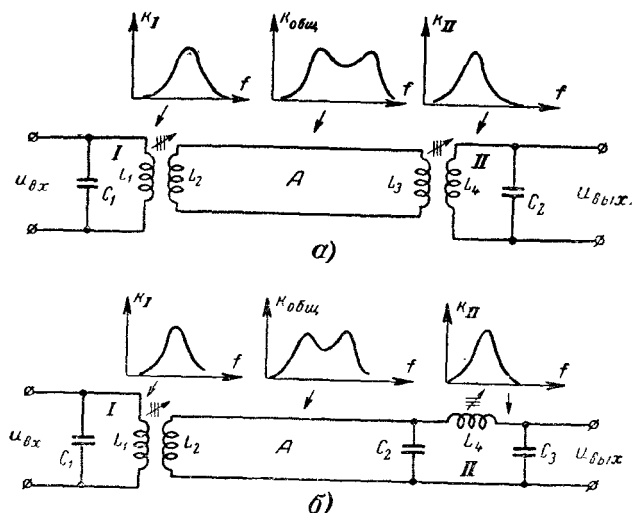 K_I K_общ K_II
f f f
I II
u_вх C_1 L_1 L_2 A L_3 L_4 C_2 u_вых.
а)
K_I K_общ K_II
f f f
I
u_вх C_1 L_1 L_2 A C_2 L_4 C_3 u_вых.
II
б)